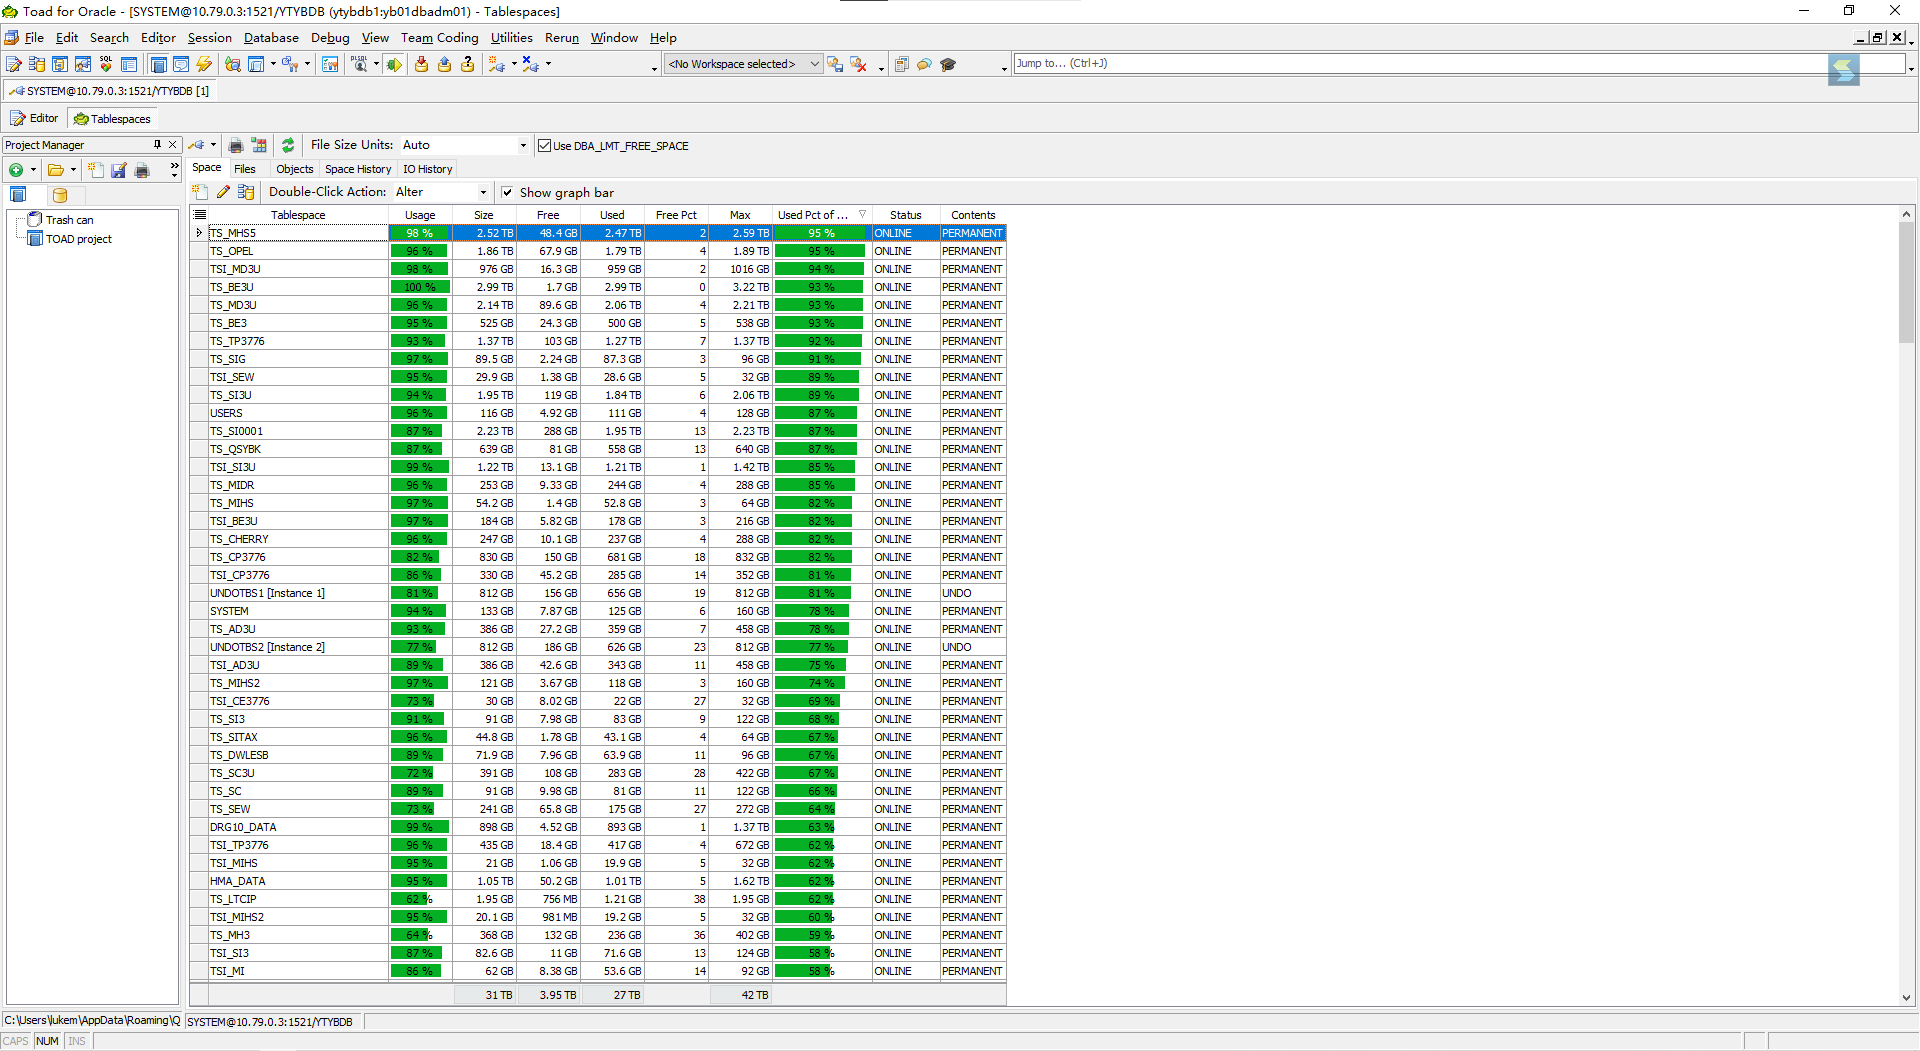 Toad for Oracle - [SYSTEM@10.79.0.3:1521/YTYBDB (ytybdb1:yb01dbadm01) - Tablespaces]
File Edit Search Editor Session Database Debug View Team Coding Utilities Rerun Window Help
<No Workspace selected> Jump to... (Ctrl+J)
SYSTEM@10.79.0.3:1521/YTYBDB [1]
Editor Tablespaces
Project Manager File Size Units: Auto Use DBA_LMT_FREE_SPACE
Space Files Objects Space History IO History
Double-Click Action: Alter Show graph bar
Trash can
TOAD project
Tablespace Usage Size Free Used Free Pct Max Used Pct of ... Status Contents
TS_MHS5 98 % 2.52 TB 48.4 GB 2.47 TB 2 2.59 TB 95 % ONLINE PERMANENT
TS_OPEL 96 % 1.86 TB 67.9 GB 1.79 TB 4 1.89 TB 95 % ONLINE PERMANENT
TSI_MD3U 98 % 976 GB 16.3 GB 959 GB 2 1016 GB 94 % ONLINE PERMANENT
TS_BE3U 100 % 2.99 TB 1.7 GB 2.99 TB 0 3.22 TB 93 % ONLINE PERMANENT
TS_MD3U 96 % 2.14 TB 89.6 GB 2.06 TB 4 2.21 TB 93 % ONLINE PERMANENT
TS_BE3 95 % 525 GB 24.3 GB 500 GB 5 538 GB 93 % ONLINE PERMANENT
TS_TP3776 93 % 1.37 TB 103 GB 1.27 TB 7 1.37 TB 92 % ONLINE PERMANENT
TS_SIG 97 % 89.5 GB 2.24 GB 87.3 GB 3 96 GB 91 % ONLINE PERMANENT
TSI_SEW 95 % 29.9 GB 1.38 GB 28.6 GB 5 32 GB 89 % ONLINE PERMANENT
TS_SI3U 94 % 1.95 TB 119 GB 1.84 TB 6 2.06 TB 89 % ONLINE PERMANENT
USERS 96 % 116 GB 4.92 GB 111 GB 4 128 GB 87 % ONLINE PERMANENT
TS_SI0001 87 % 2.23 TB 288 GB 1.95 TB 13 2.23 TB 87 % ONLINE PERMANENT
TS_QSYBK 87 % 639 GB 81 GB 558 GB 13 640 GB 87 % ONLINE PERMANENT
TSI_SI3U 99 % 1.22 TB 13.1 GB 1.21 TB 1 1.42 TB 85 % ONLINE PERMANENT
TS_MIDR 96 % 253 GB 9.33 GB 244 GB 4 288 GB 85 % ONLINE PERMANENT
TS_MIHS 97 % 54.2 GB 1.4 GB 52.8 GB 3 64 GB 82 % ONLINE PERMANENT
TSI_BE3U 97 % 184 GB 5.82 GB 178 GB 3 216 GB 82 % ONLINE PERMANENT
TS_CHERRY 96 % 247 GB 10.1 GB 237 GB 4 288 GB 82 % ONLINE PERMANENT
TS_CP3776 82 % 830 GB 150 GB 681 GB 18 832 GB 82 % ONLINE PERMANENT
TSI_CP3776 86 % 330 GB 45.2 GB 285 GB 14 352 GB 81 % ONLINE PERMANENT
UNDOTBS1 [Instance 1] 81 % 812 GB 156 GB 656 GB 19 812 GB 81 % ONLINE UNDO
SYSTEM 94 % 133 GB 7.87 GB 125 GB 6 160 GB 78 % ONLINE PERMANENT
TS_AD3U 93 % 386 GB 27.2 GB 359 GB 7 458 GB 78 % ONLINE PERMANENT
UNDOTBS2 [Instance 2] 77 % 812 GB 186 GB 626 GB 23 812 GB 77 % ONLINE UNDO
TSI_AD3U 89 % 386 GB 42.6 GB 343 GB 11 458 GB 75 % ONLINE PERMANENT
TS_MIHS2 97 % 121 GB 3.67 GB 118 GB 3 160 GB 74 % ONLINE PERMANENT
TSI_CE3776 73 % 30 GB 8.02 GB 22 GB 27 32 GB 69 % ONLINE PERMANENT
TS_SI3 91 % 91 GB 7.98 GB 83 GB 9 122 GB 68 % ONLINE PERMANENT
TS_SITAX 96 % 44.8 GB 1.78 GB 43.1 GB 4 64 GB 67 % ONLINE PERMANENT
TS_DWLESB 89 % 71.9 GB 7.96 GB 63.9 GB 11 96 GB 67 % ONLINE PERMANENT
TS_SC3U 72 % 391 GB 108 GB 283 GB 28 422 GB 67 % ONLINE PERMANENT
TS_SC 89 % 91 GB 9.98 GB 81 GB 11 122 GB 66 % ONLINE PERMANENT
TS_SEW 73 % 241 GB 65.8 GB 175 GB 27 272 GB 64 % ONLINE PERMANENT
DRG10_DATA 99 % 898 GB 4.52 GB 893 GB 1 1.37 TB 63 % ONLINE PERMANENT
TSI_TP3776 96 % 435 GB 18.4 GB 417 GB 4 672 GB 62 % ONLINE PERMANENT
TSI_MIHS 95 % 21 GB 1.06 GB 19.9 GB 5 32 GB 62 % ONLINE PERMANENT
HMA_DATA 95 % 1.05 TB 50.2 GB 1.01 TB 5 1.62 TB 62 % ONLINE PERMANENT
TS_LTCIP 62 % 1.95 GB 756 MB 1.21 GB 38 1.95 GB 62 % ONLINE PERMANENT
TSI_MIHS2 95 % 20.1 GB 981 MB 19.2 GB 5 32 GB 60 % ONLINE PERMANENT
TS_MH3 64 % 368 GB 132 GB 236 GB 36 402 GB 59 % ONLINE PERMANENT
TSI_SI3 87 % 82.6 GB 11 GB 71.6 GB 13 124 GB 58 % ONLINE PERMANENT
TSI_MI 86 % 62 GB 8.38 GB 53.6 GB 14 92 GB 58 % ONLINE PERMANENT
31 TB 3.95 TB 27 TB 42 TB
C:\Users\lukem\AppData\Roaming\Q SYSTEM@10.79.0.3:1521/YTYBDB
CAPS NUM INS